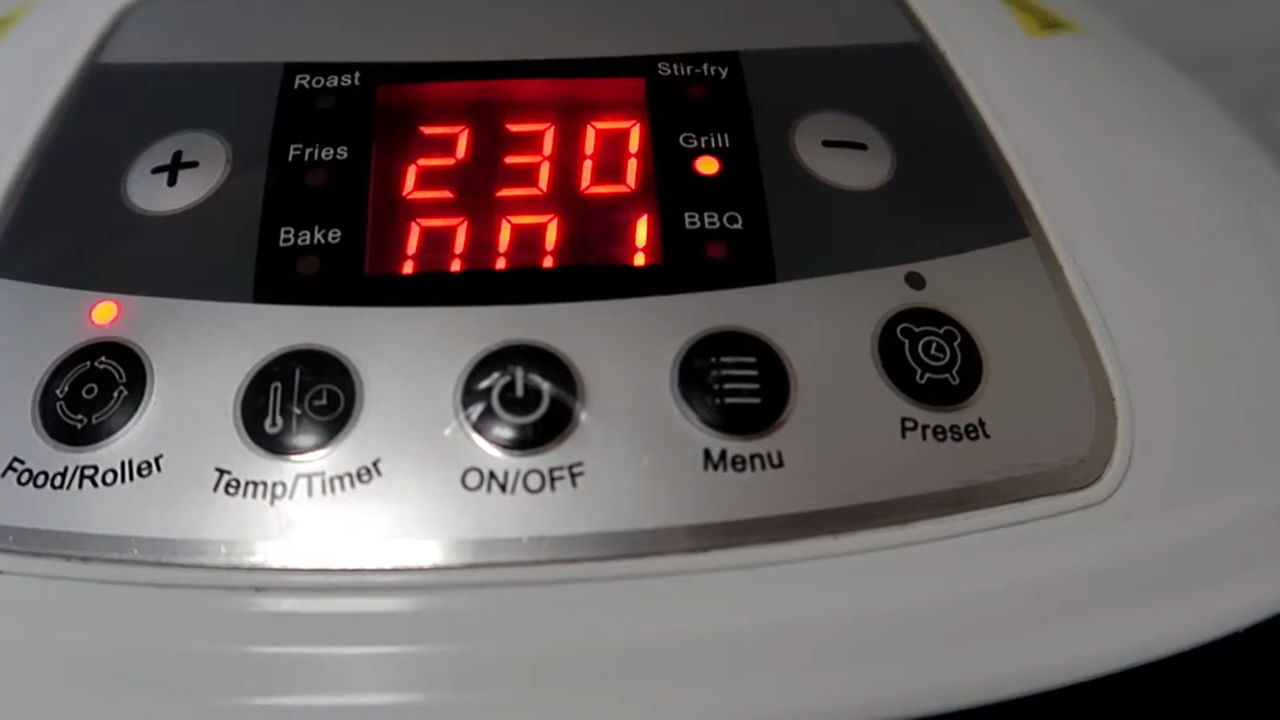 Roast
Stir-fry
230
Fries
Grill
Bake
BBQ
Food/Roller
Temp/Timer
ON/OFF
Menu
Preset